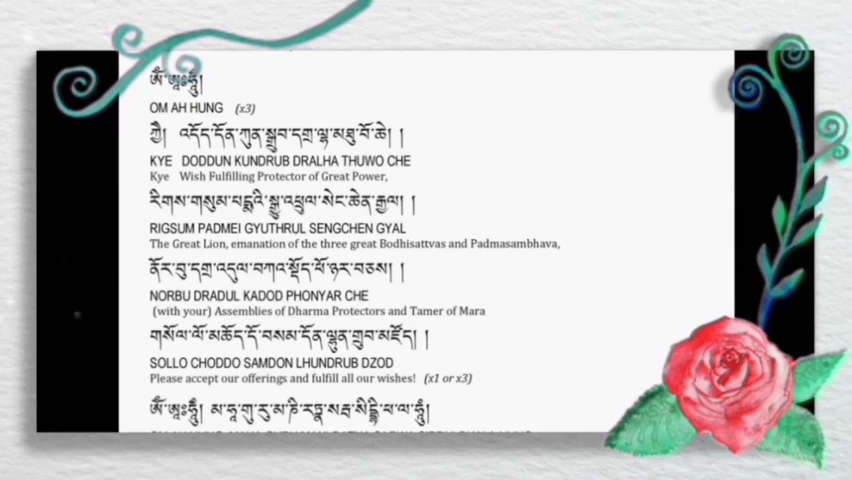 ༀ་ཨཱཿཧཱུྃ།
OM AH HUNG (x3)
ཀྱཻ། འདོད་དོན་ཀུན་སྒྲུབ་དགྲ་ལྷ་མཐུ་བོ་ཆེ། །
KYE DODDUN KUNDRUB DRALHA THUWO CHE
Kye Wish Fulfilling Protector of Great Power,
རིགས་གསུམ་པདྨའི་སྒྱུ་འཕྲུལ་སེང་ཆེན་རྒྱལ། །
RIGSUM PADMEI GYUTHRUL SENGCHEN GYAL
The Great Lion, emanation of the three great Bodhisattvas and Padmasambhava,
ནོར་བུ་དགྲ་འདུལ་བཀའ་སྡོད་ཕོ་ཉར་བཅས། །
NORBU DRADUL KADOD PHONYAR CHE
(with your) Assemblies of Dharma Protectors and Tamer of Mara
གསོལ་ལོ་མཆོད་དོ་བསམ་དོན་ལྷུན་གྲུབ་མཛོད། །
SOLLO CHODDO SAMDON LHUNDRUB DZOD
Please accept our offerings and fulfill all our wishes! (x1 or x3)
ༀ་ཨཱཿཧཱུྃ། མ་ཧཱ་གུ་རུ་མ་ཎི་རཏྣ་སརྦ་སིདྡྷི་ཕ་ལ་ཧཱུྃ།